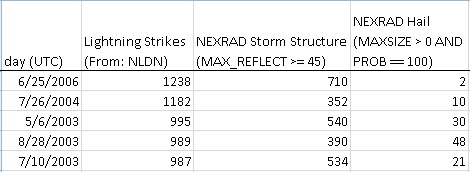 NEXRAD Hail
Lightning Strikes NEXRAD Storm Structure (MAXSIZE > 0 AND
day (UTC) (From: NLDN) (MAX_REFLECT >= 45) PROB == 100)
6/25/2006 1238 710 2
7/26/2004 1182 352 10
5/6/2003 995 540 30
8/28/2003 989 390 48
7/10/2003 987 534 21